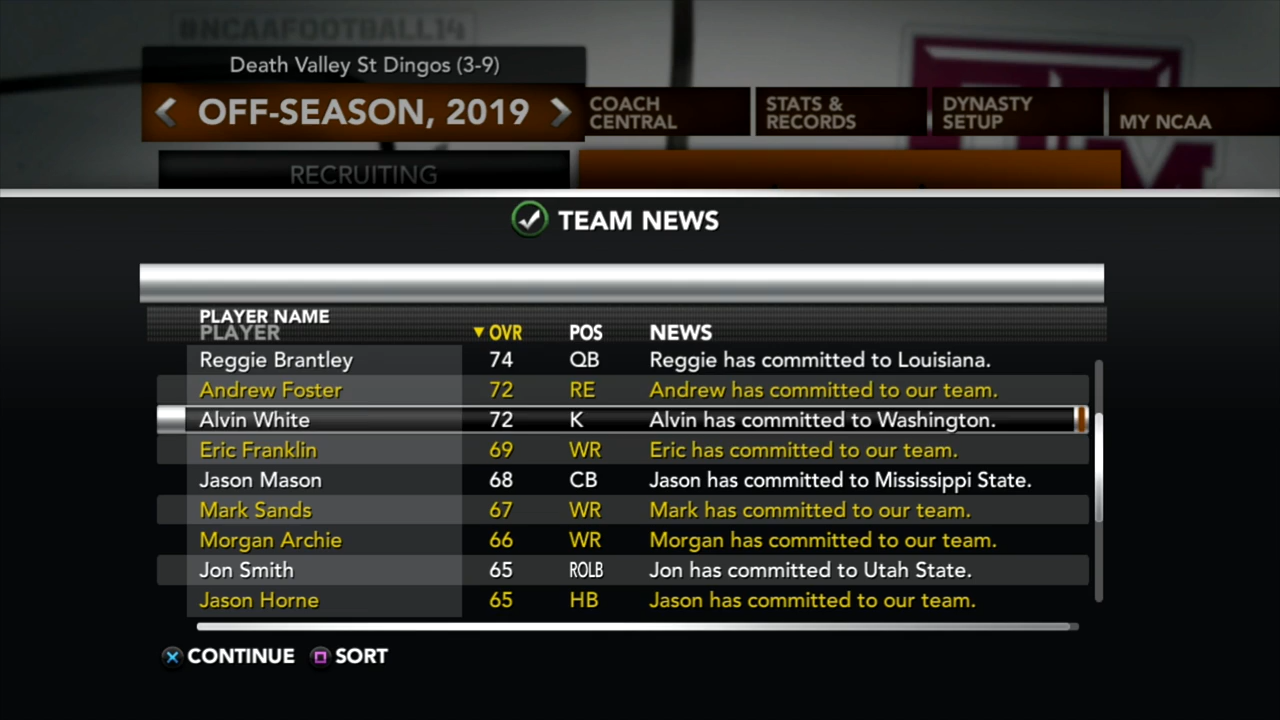 #NCAAFOOTBALL14
Death Valley St Dingos (3-9)
OFF-SEASON, 2019
COACH CENTRAL
STATS & RECORDS
DYNASTY SETUP
MY NCAA
RECRUITING
TEAM NEWS
PLAYER NAME
PLAYER OVR POS NEWS
Reggie Brantley 74 QB Reggie has committed to Louisiana.
Andrew Foster 72 RE Andrew has committed to our team.
Alvin White 72 K Alvin has committed to Washington.
Eric Franklin 69 WR Eric has committed to our team.
Jason Mason 68 CB Jason has committed to Mississippi State.
Mark Sands 67 WR Mark has committed to our team.
Morgan Archie 66 WR Morgan has committed to our team.
Jon Smith 65 ROLB Jon has committed to Utah State.
Jason Horne 65 HB Jason has committed to our team.
CONTINUE SORT